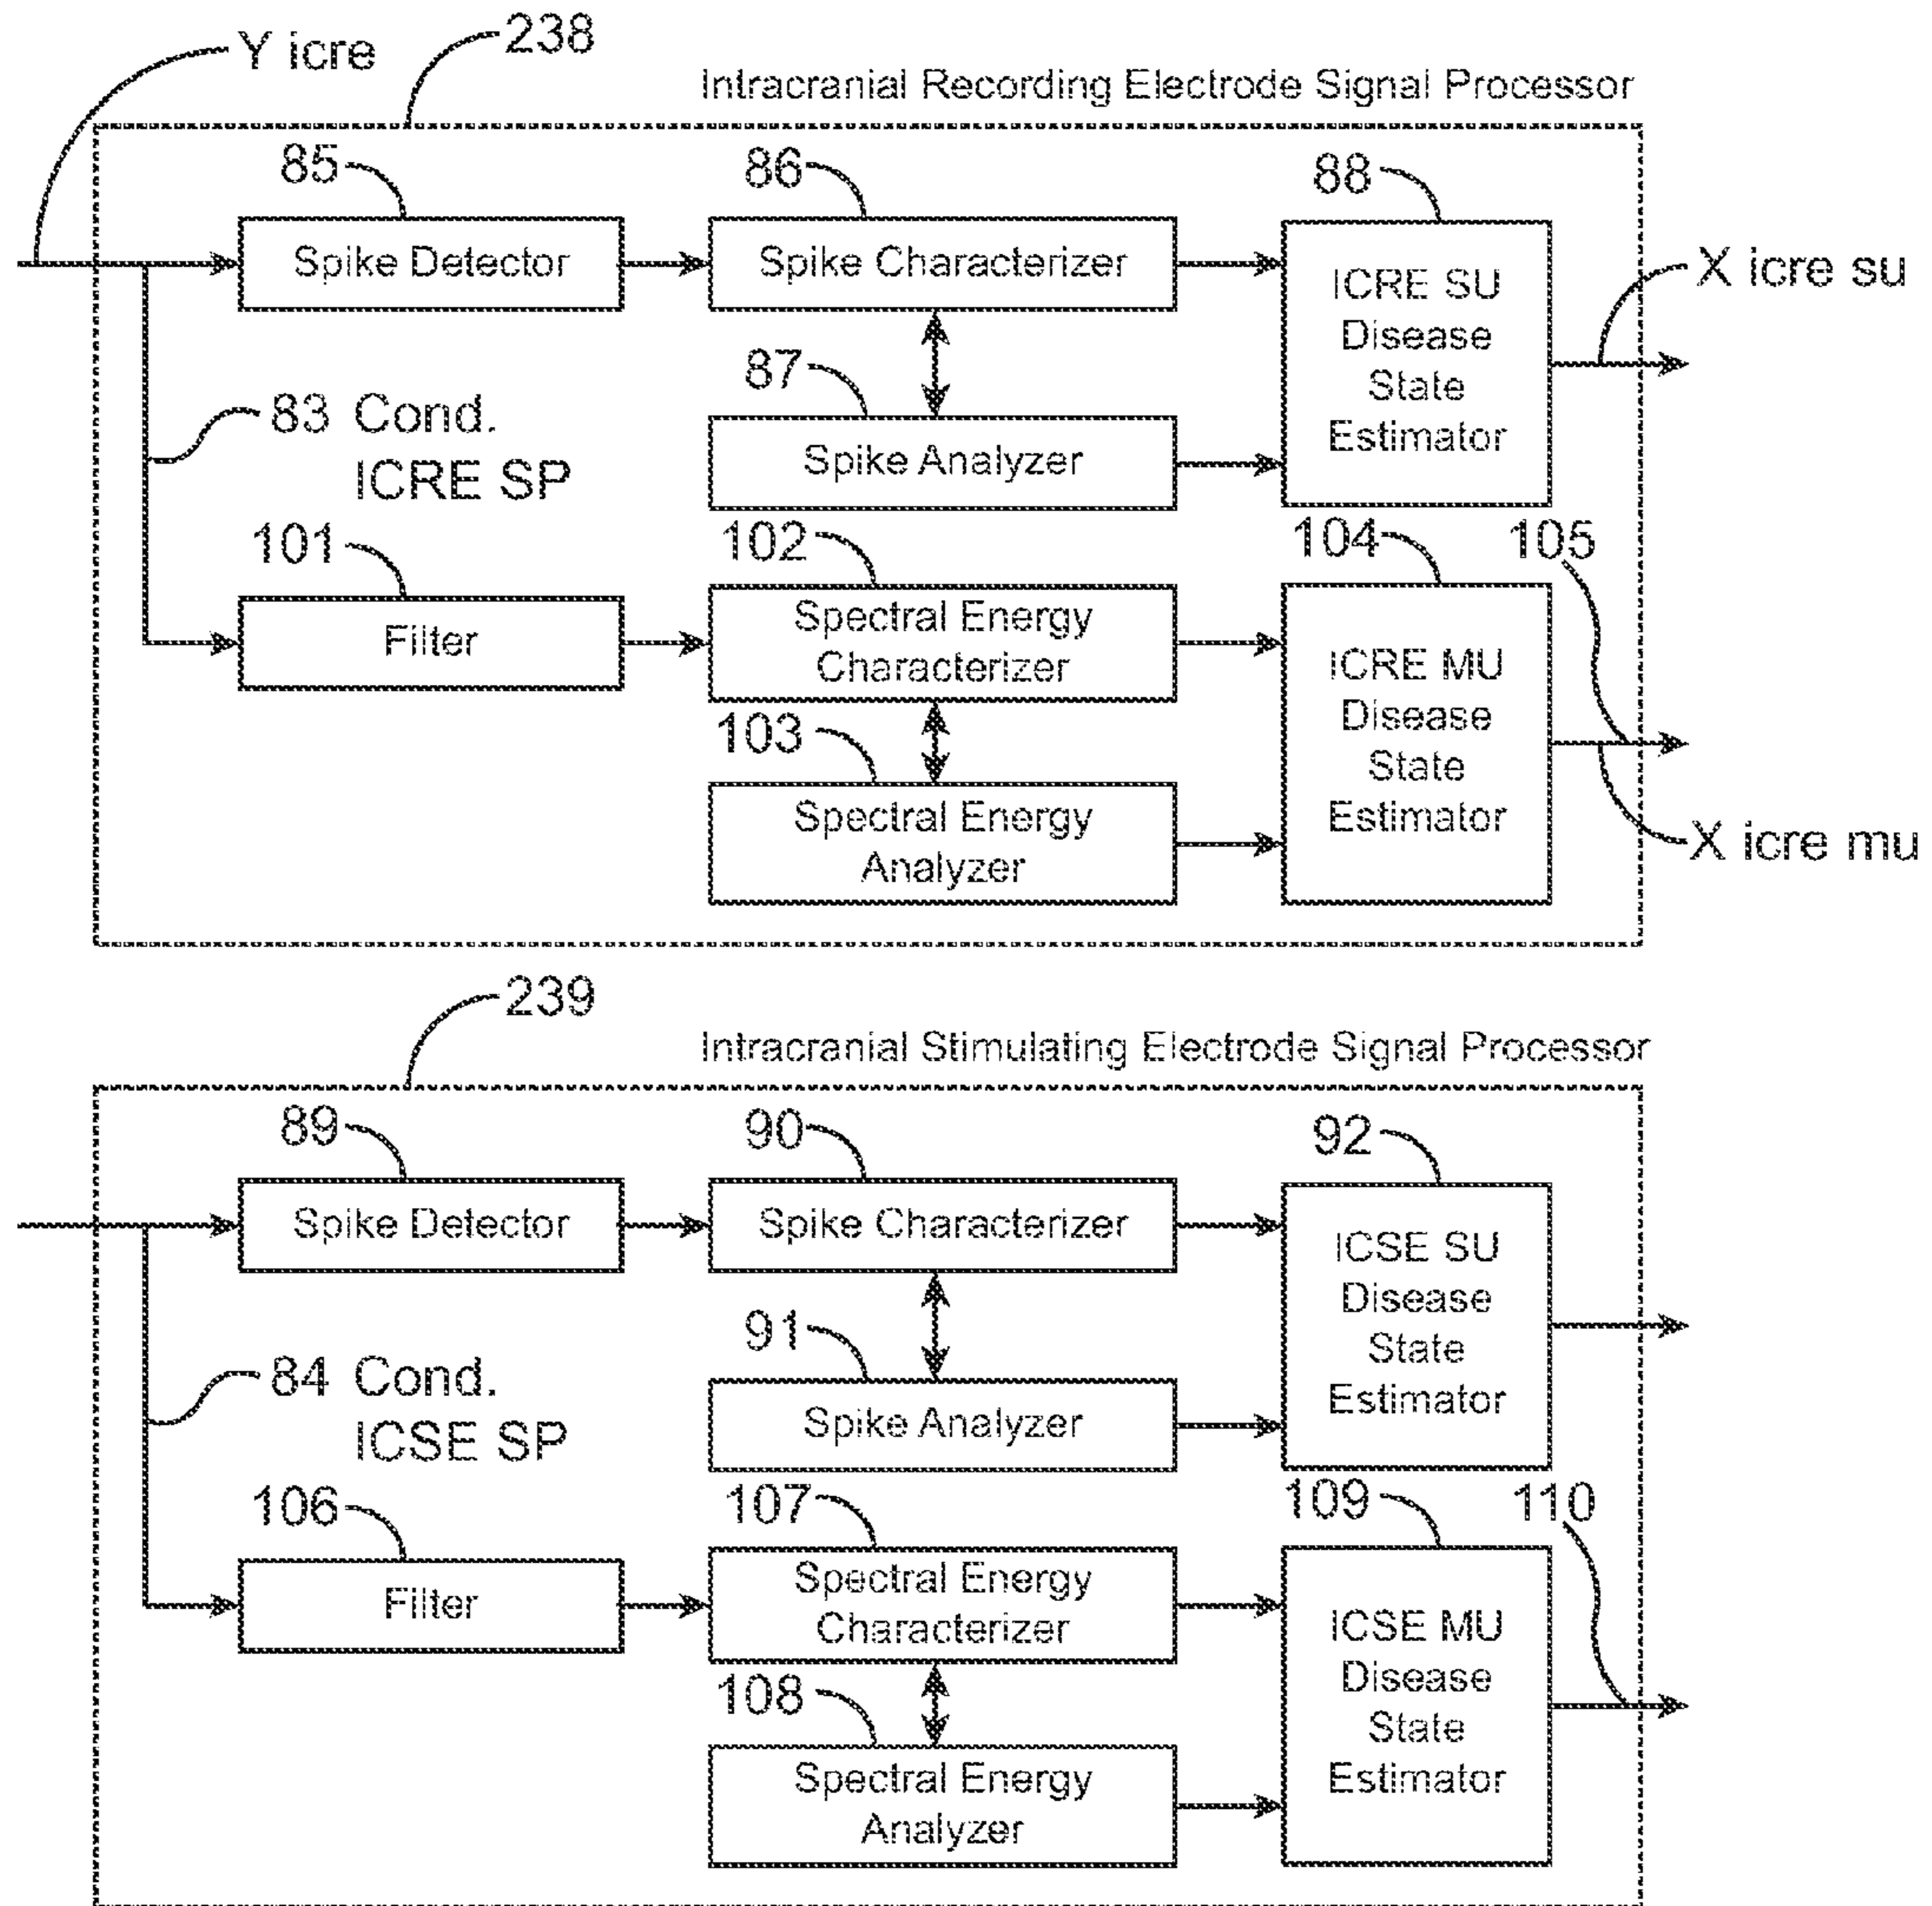 Y icre
238
Intracranial Recording Electrode Signal Processor
85
86
88
Spike Detector
Spike Characterizer
ICRE SU
Disease
State
Estimator
X icre su
87
Spike Analyzer
83 Cond.
ICRE SP
101
102
104
105
Filter
Spectral Energy
Characterizer
ICRE MU
Disease
State
Estimator
103
Spectral Energy
Analyzer
X icre mu
239
Intracranial Stimulating Electrode Signal Processor
89
90
92
Spike Detector
Spike Characterizer
ICSE SU
Disease
State
Estimator
91
Spike Analyzer
84 Cond.
ICSE SP
106
107
109
110
Filter
Spectral Energy
Characterizer
ICSE MU
Disease
State
Estimator
108
Spectral Energy
Analyzer